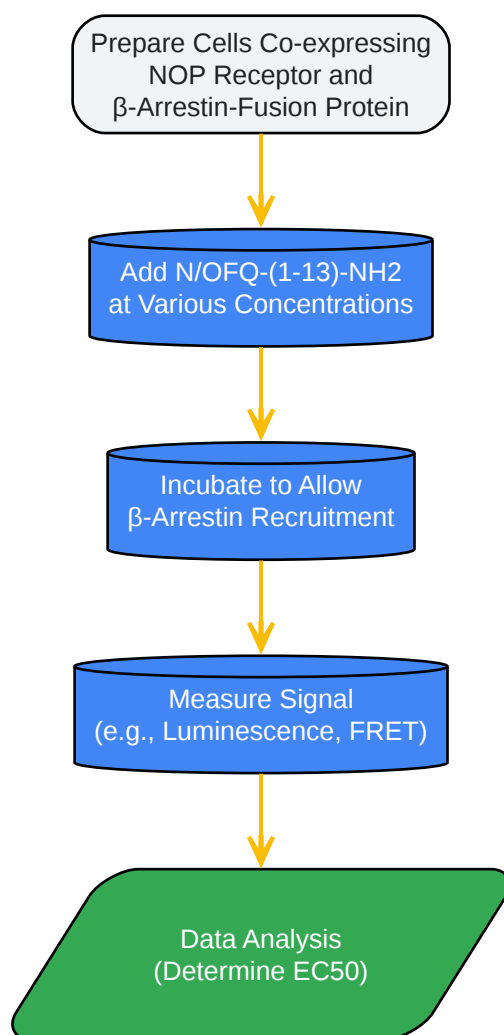 Prepare Cells Co-expressing
NOP Receptor and
β-Arrestin-Fusion Protein
Add N/OFQ-(1-13)-NH2
at Various Concentrations
Incubate to Allow
β-Arrestin Recruitment
Measure Signal
(e.g., Luminescence, FRET)
Data Analysis
(Determine EC50)